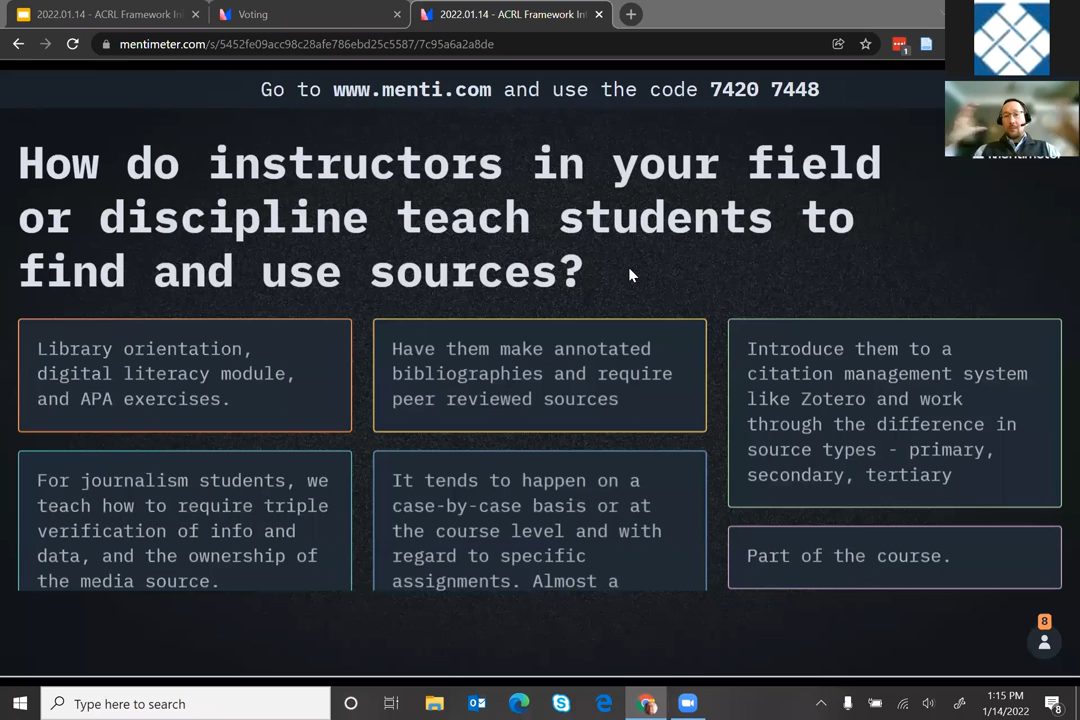 2022.01.14 - ACRL Framework In
Voting
2022.01.14 - ACRL Framework In
mentimeter.com/s/5452fe09acc98c28afe786ebd25c5587/7c95a6a2a8de
1
Go to www.menti.com and use the code 7420 7448
How do instructors in your field
or discipline teach students to
find and use sources?
Library orientation,
digital literacy module,
and APA exercises.
Have them make annotated
bibliographies and require
peer reviewed sources
Introduce them to a
citation management system
like Zotero and work
through the difference in
source types - primary,
secondary, tertiary
For journalism students, we
teach how to require triple
verification of info and
data, and the ownership of
the media source.
It tends to happen on a
case-by-case basis or at
the course level and with
regard to specific
assignments. Almost a
Part of the course.
8
Type here to search
1:15 PM
1/14/2022
8